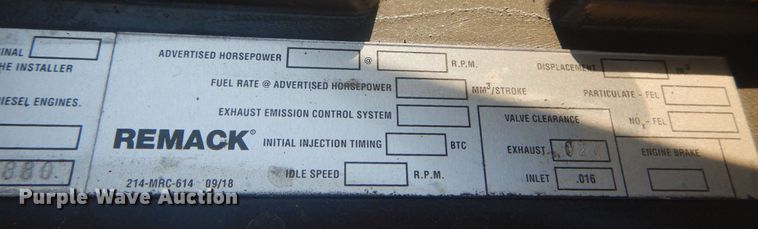 INAL
HE INSTALLER
DIESEL ENGINES.
880
ADVERTISED HORSEPOWER @ R.P.M.
FUEL RATE @ ADVERTISED HORSEPOWER MM³/STROKE
EXHAUST EMISSION CONTROL SYSTEM
REMACK® INITIAL INJECTION TIMING BTC
214-MRC-614 09/18 IDLE SPEED R.P.M.
DISPLACEMENT
PARTICULATE - FEL
NOx - FEL
VALVE CLEARANCE
EXHAUST
INLET .016
ENGINE BRAKE
Purple Wave Auction